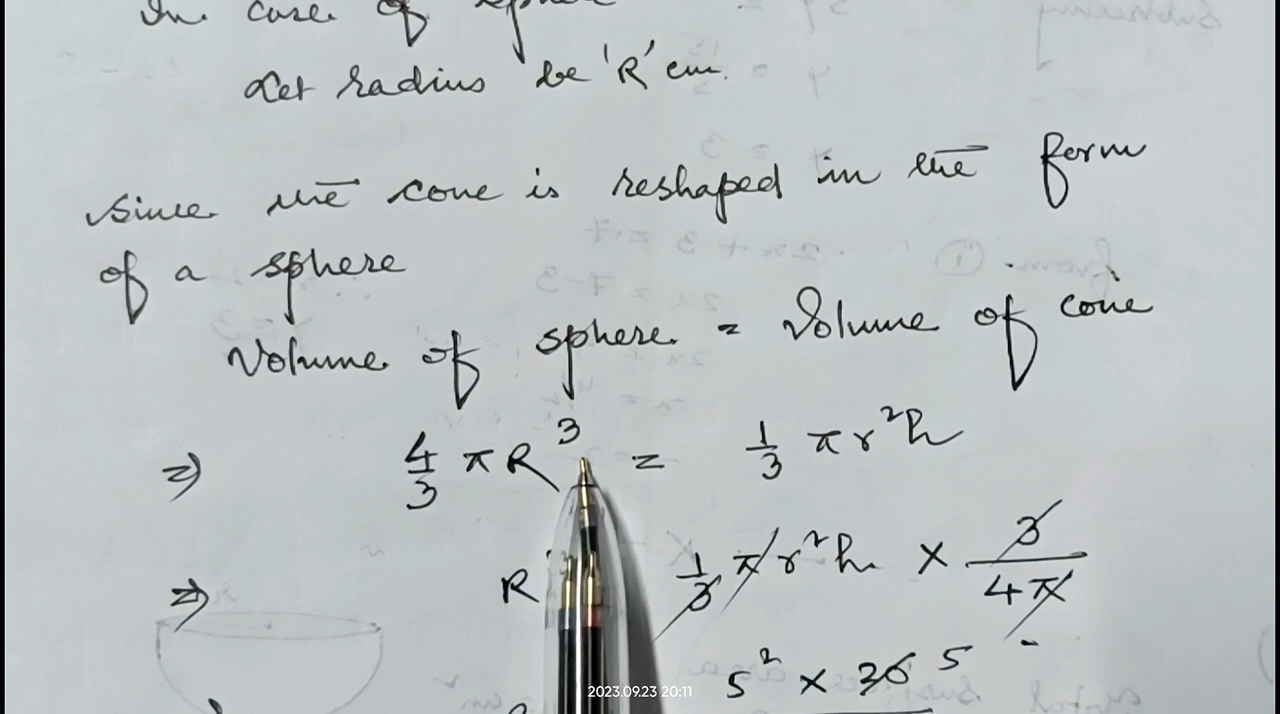 In case of sphere
Let radius be 'R' cm.
Since the cone is reshaped in the form
of a sphere
Volume of sphere = Volume of cone
=> 4/3 πR³ = 1/3 πr²h
=> R 1/3 πr²h × 3/4π
5² × 20 5
2023.09.23 20:11